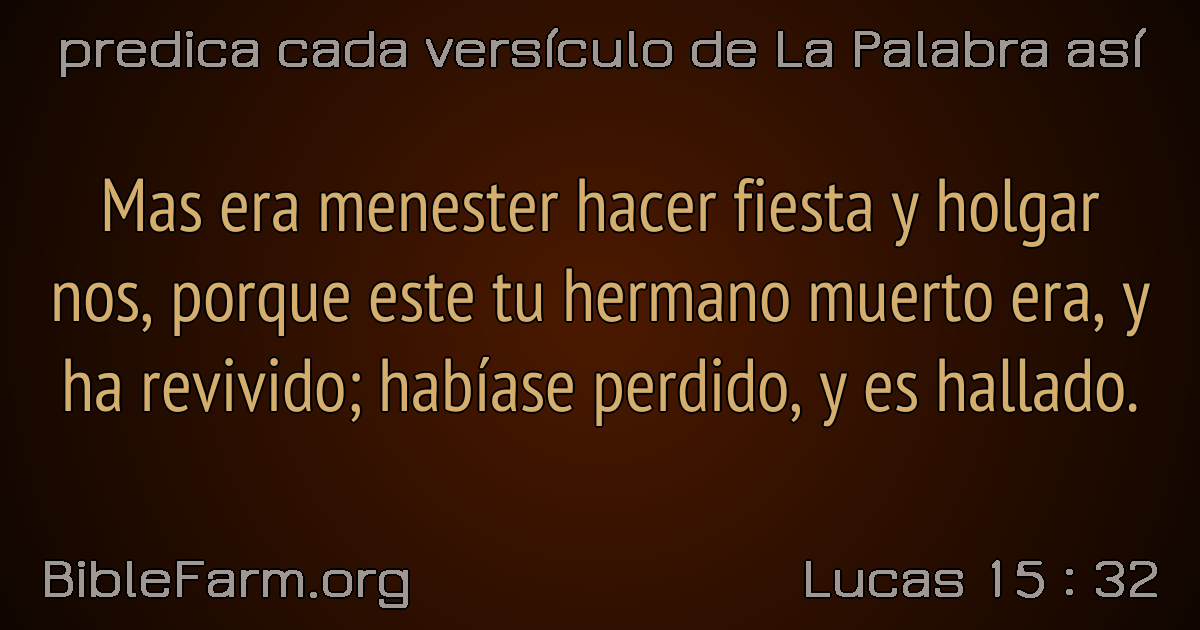 predica cada versículo de La Palabra así
Mas era menester hacer fiesta y holgar
nos, porque este tu hermano muerto era, y
ha revivido; habíase perdido, y es hallado.
BibleFarm.org
Lucas 15 : 32